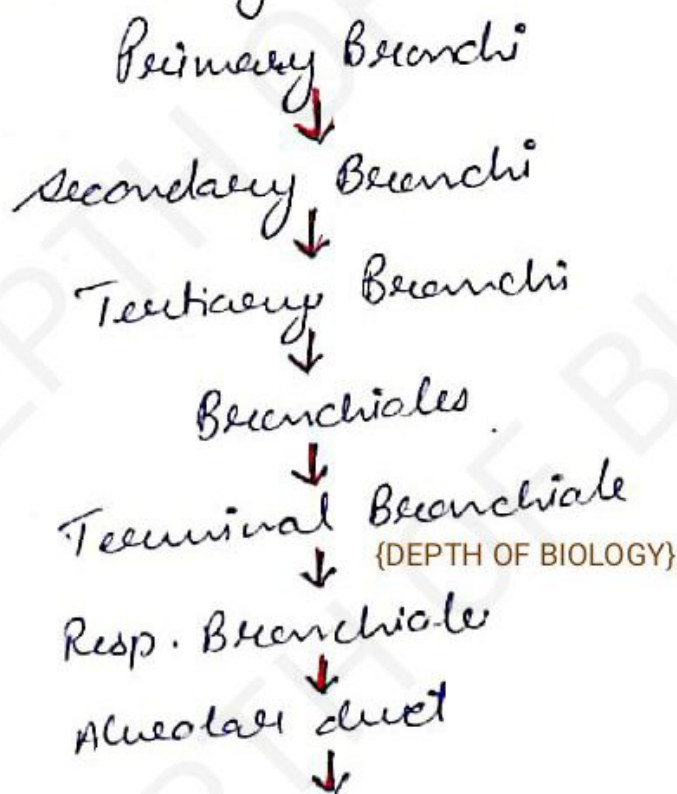 Primary Bronchi
↓
Secondary Bronchi
↓
Tertiary Bronchi
↓
Bronchioles
↓
Terminal Bronchiole
{DEPTH OF BIOLOGY}
↓
Resp. Bronchiole
↓
Alveolar duct
↓